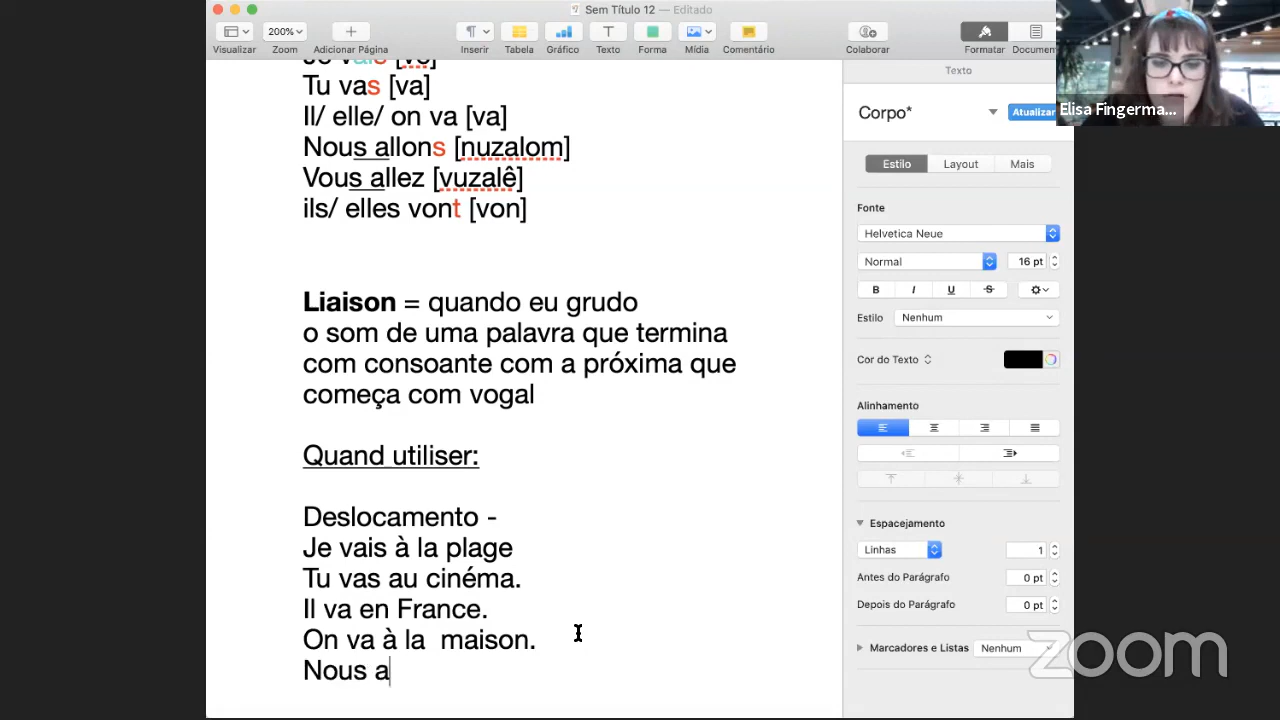 Sem Título 12 — Editado
200%
Visualizar Zoom Adicionar Página Inserir Tabela Gráfico Texto Forma Mídia Comentário Colaborar Formatar Documen
Texto
Je vais [ve]
Tu vas [va]
Il/ elle/ on va [va]
Nous allons [nuzalom]
Vous allez [vuzalê]
ils/ elles vont [von]
Liaison = quando eu grudo
o som de uma palavra que termina
com consoante com a próxima que
começa com vogal
Quand utiliser:
Deslocamento -
Je vais à la plage
Tu vas au cinéma.
Il va en France.
On va à la maison.
Nous a
Corpo*
Atualizar
Elisa Fingerma...
Estilo Layout Mais
Fonte
Helvetica Neue
Normal 16 pt
B I U S
Estilo Nenhum
Cor do Texto
Alinhamento
Espacejamento
Linhas 1
Antes do Parágrafo 0 pt
Depois do Parágrafo 0 pt
Marcadores e Listas Nenhum
zoom